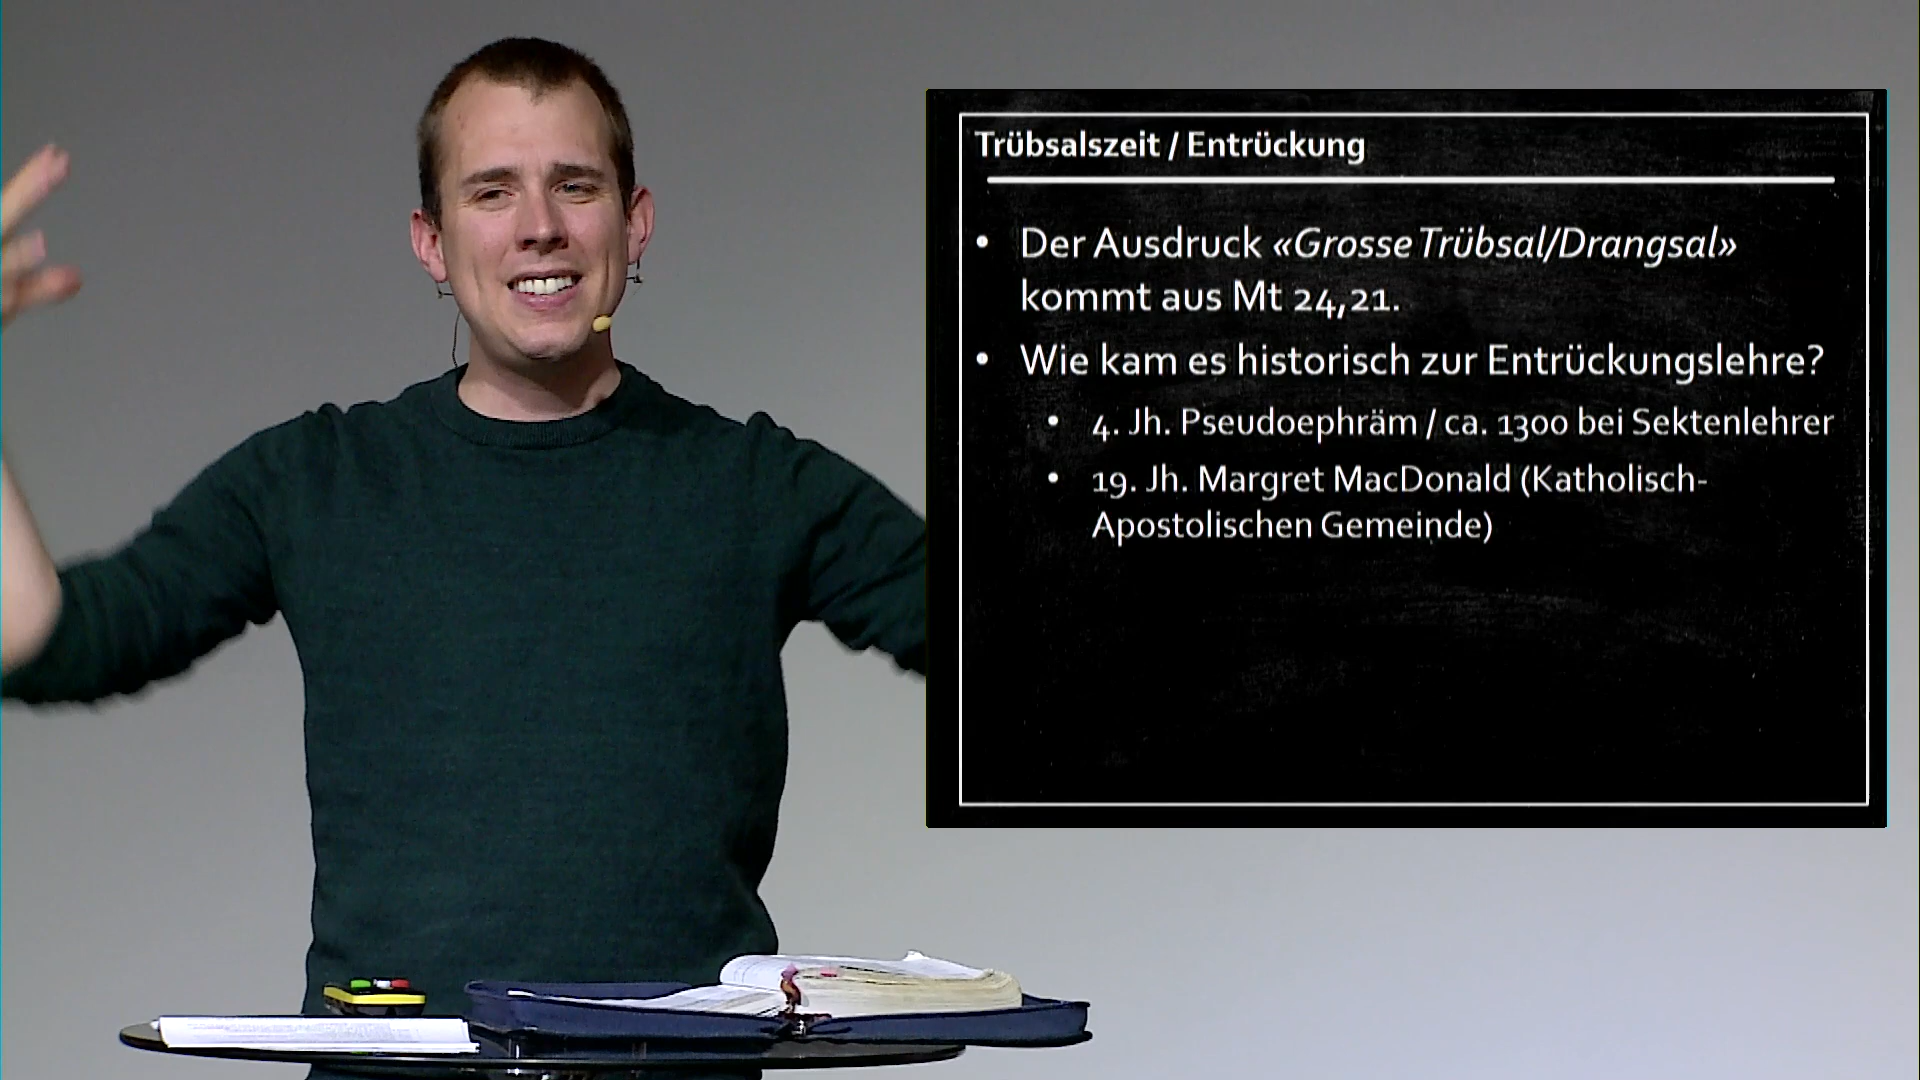 Trübsalszeit / Entrückung
• Der Ausdruck «Grosse Trübsal/Drangsal»
kommt aus Mt 24,21.
• Wie kam es historisch zur Entrückungslehre?
• 4. Jh. Pseudoephräm / ca. 1300 bei Sektenlehrer
• 19. Jh. Margret MacDonald (Katholisch-
Apostolischen Gemeinde)